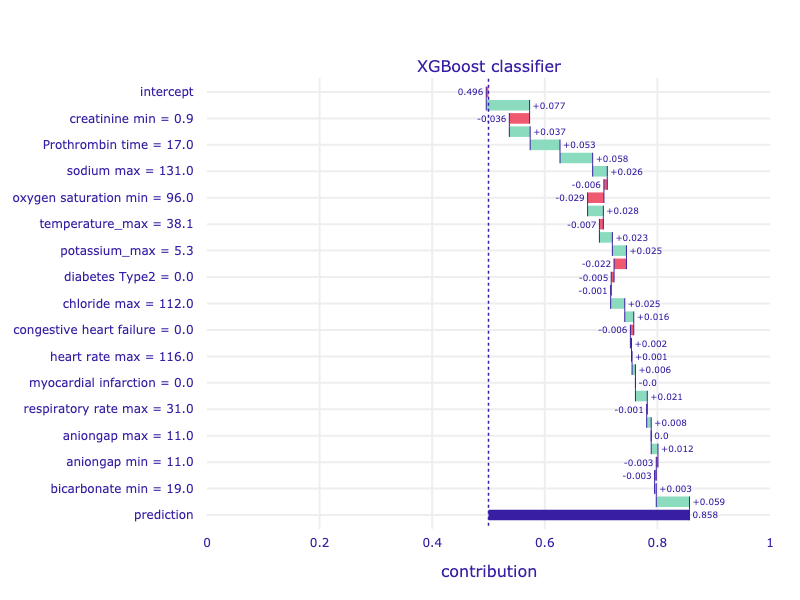 XGBoost classifier
intercept
0.496
+0.077
creatinine min = 0.9
-0.036
+0.037
Prothrombin time = 17.0
+0.053
+0.058
sodium max = 131.0
+0.026
-0.006
oxygen saturation min = 96.0
-0.029
+0.028
temperature_max = 38.1
-0.007
+0.023
potassium_max = 5.3
+0.025
-0.022
diabetes Type2 = 0.0
-0.005
-0.001
chloride max = 112.0
+0.025
+0.016
congestive heart failure = 0.0
-0.006
+0.002
heart rate max = 116.0
+0.001
+0.006
myocardial infarction = 0.0
-0.0
+0.021
respiratory rate max = 31.0
-0.001
+0.008
aniongap max = 11.0
0.0
+0.012
aniongap min = 11.0
-0.003
-0.003
bicarbonate min = 19.0
+0.003
+0.059
prediction
0.858
0 0.2 0.4 0.6 0.8 1
contribution